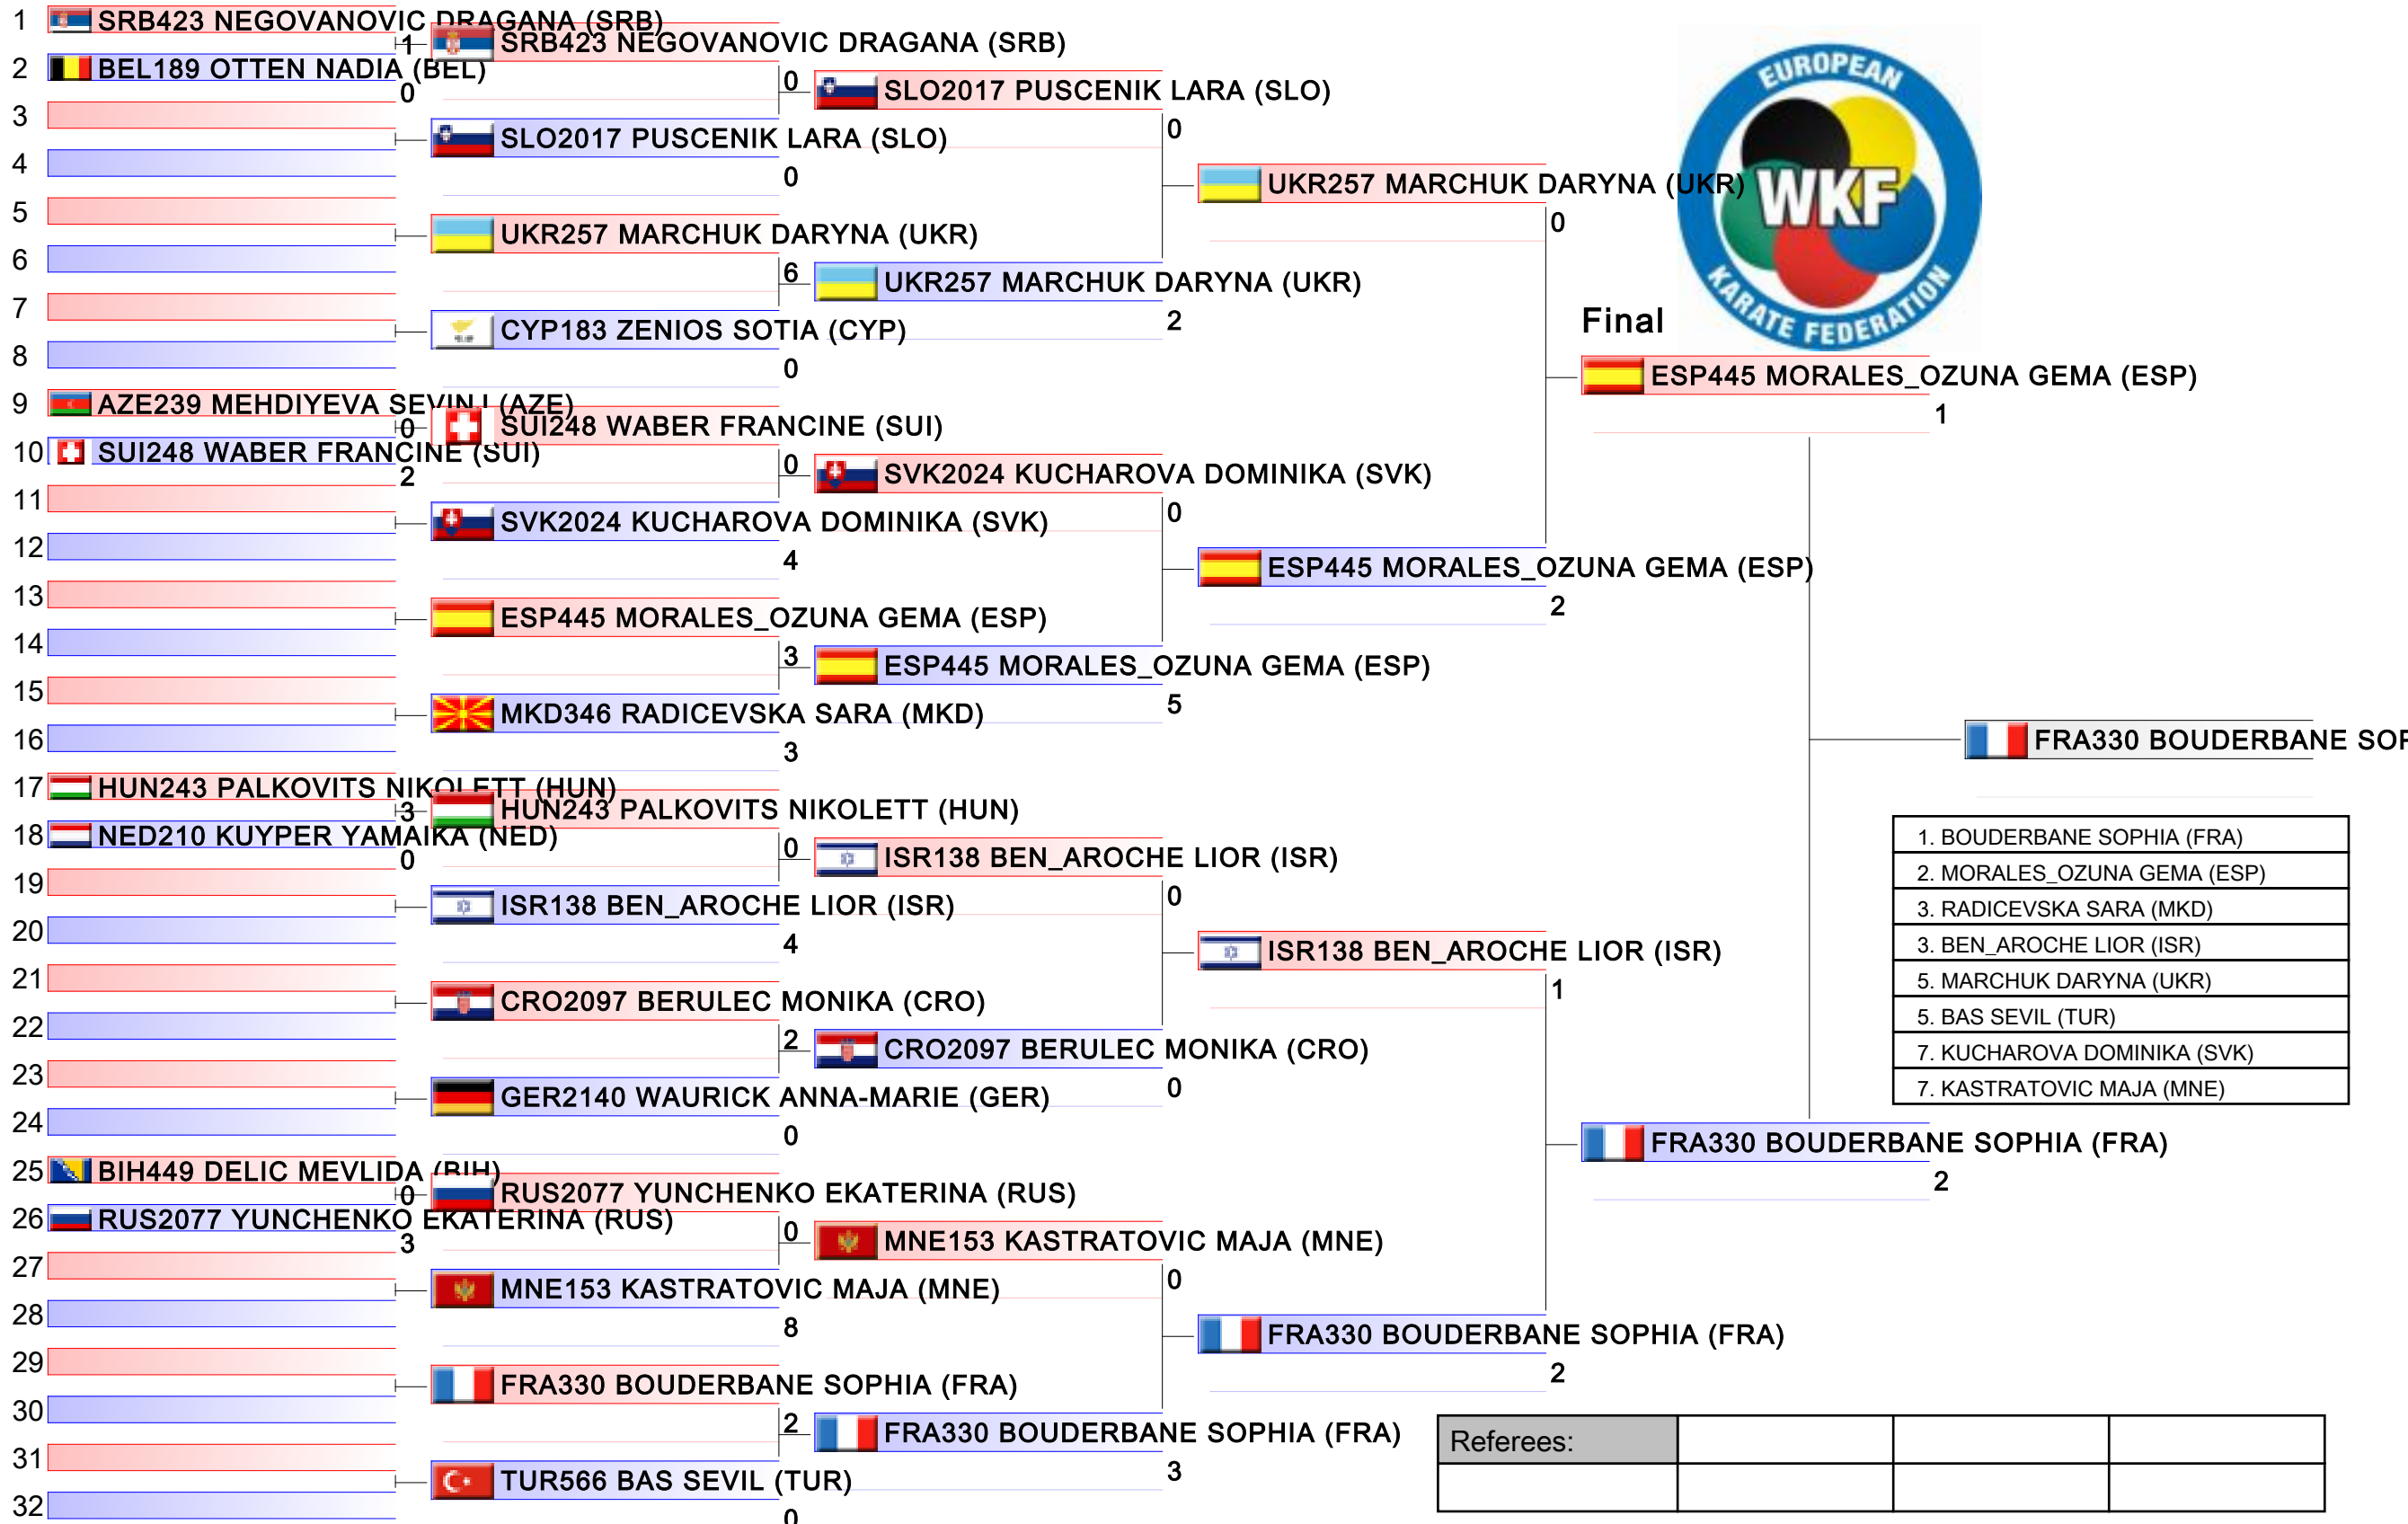 1 SRB423 NEGOVANOVIC DRAGANA (SRB)
1
2 BEL189 OTTEN NADIA (BEL)
0
3
4
5
6
7
8
9 AZE239 MEHDIYEVA SEVINJ (AZE)
0
10 SUI248 WABER FRANCINE (SUI)
2
11
12
13
14
15
16
17 HUN243 PALKOVITS NIKOLETT (HUN)
3
18 NED210 KUYPER YAMAIKA (NED)
0
19
20
21
22
23
24
25 BIH449 DELIC MEVLIDA (BIH)
0
26 RUS2077 YUNCHENKO EKATERINA (RUS)
3
27
28
29
30
31
32
SRB423 NEGOVANOVIC DRAGANA (SRB)
0
SLO2017 PUSCENIK LARA (SLO)
0
UKR257 MARCHUK DARYNA (UKR)
6
CYP183 ZENIOS SOTIA (CYP)
0
SUI248 WABER FRANCINE (SUI)
0
SVK2024 KUCHAROVA DOMINIKA (SVK)
4
ESP445 MORALES_OZUNA GEMA (ESP)
3
MKD346 RADICEVSKA SARA (MKD)
3
HUN243 PALKOVITS NIKOLETT (HUN)
0
ISR138 BEN_AROCHE LIOR (ISR)
4
CRO2097 BERULEC MONIKA (CRO)
2
GER2140 WAURICK ANNA-MARIE (GER)
0
RUS2077 YUNCHENKO EKATERINA (RUS)
0
MNE153 KASTRATOVIC MAJA (MNE)
8
FRA330 BOUDERBANE SOPHIA (FRA)
2
TUR566 BAS SEVIL (TUR)
0
SLO2017 PUSCENIK LARA (SLO)
0
UKR257 MARCHUK DARYNA (UKR)
2
SVK2024 KUCHAROVA DOMINIKA (SVK)
0
ESP445 MORALES_OZUNA GEMA (ESP)
5
ISR138 BEN_AROCHE LIOR (ISR)
0
CRO2097 BERULEC MONIKA (CRO)
0
MNE153 KASTRATOVIC MAJA (MNE)
0
FRA330 BOUDERBANE SOPHIA (FRA)
3
UKR257 MARCHUK DARYNA (UKR)
0
ESP445 MORALES_OZUNA GEMA (ESP)
2
ISR138 BEN_AROCHE LIOR (ISR)
1
FRA330 BOUDERBANE SOPHIA (FRA)
2
EUROPEAN
WKF
KARATE FEDERATION
Final
ESP445 MORALES_OZUNA GEMA (ESP)
1
FRA330 BOUDERBANE SOPHIA (FRA)
2
FRA330 BOUDERBANE
1. BOUDERBANE SOPHIA (FRA)
2. MORALES_OZUNA GEMA (ESP)
3. RADICEVSKA SARA (MKD)
3. BEN_AROCHE LIOR (ISR)
5. MARCHUK DARYNA (UKR)
5. BAS SEVIL (TUR)
7. KUCHAROVA DOMINIKA (SVK)
7. KASTRATOVIC MAJA (MNE)
Referees: